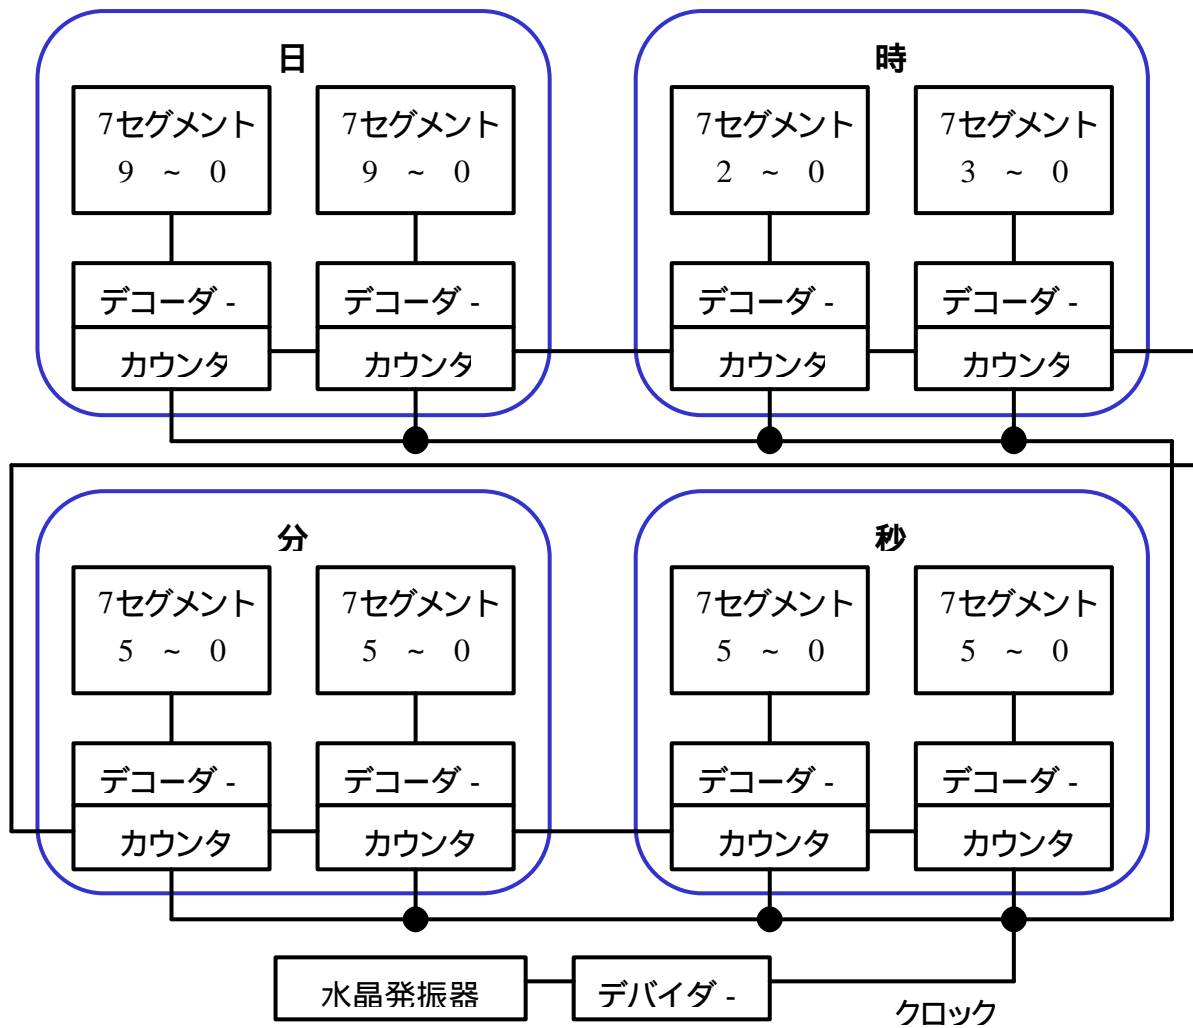 日
7セグメント
9 ~ 0
7セグメント
9 ~ 0
デコーダ -
カウンタ
デコーダ -
カウンタ
時
7セグメント
2 ~ 0
7セグメント
3 ~ 0
デコーダ -
カウンタ
デコーダ -
カウンタ
分
7セグメント
5 ~ 0
7セグメント
5 ~ 0
デコーダ -
カウンタ
デコーダ -
カウンタ
秒
7セグメント
5 ~ 0
7セグメント
5 ~ 0
デコーダ -
カウンタ
デコーダ -
カウンタ
水晶発振器
デバイダ -
クロック